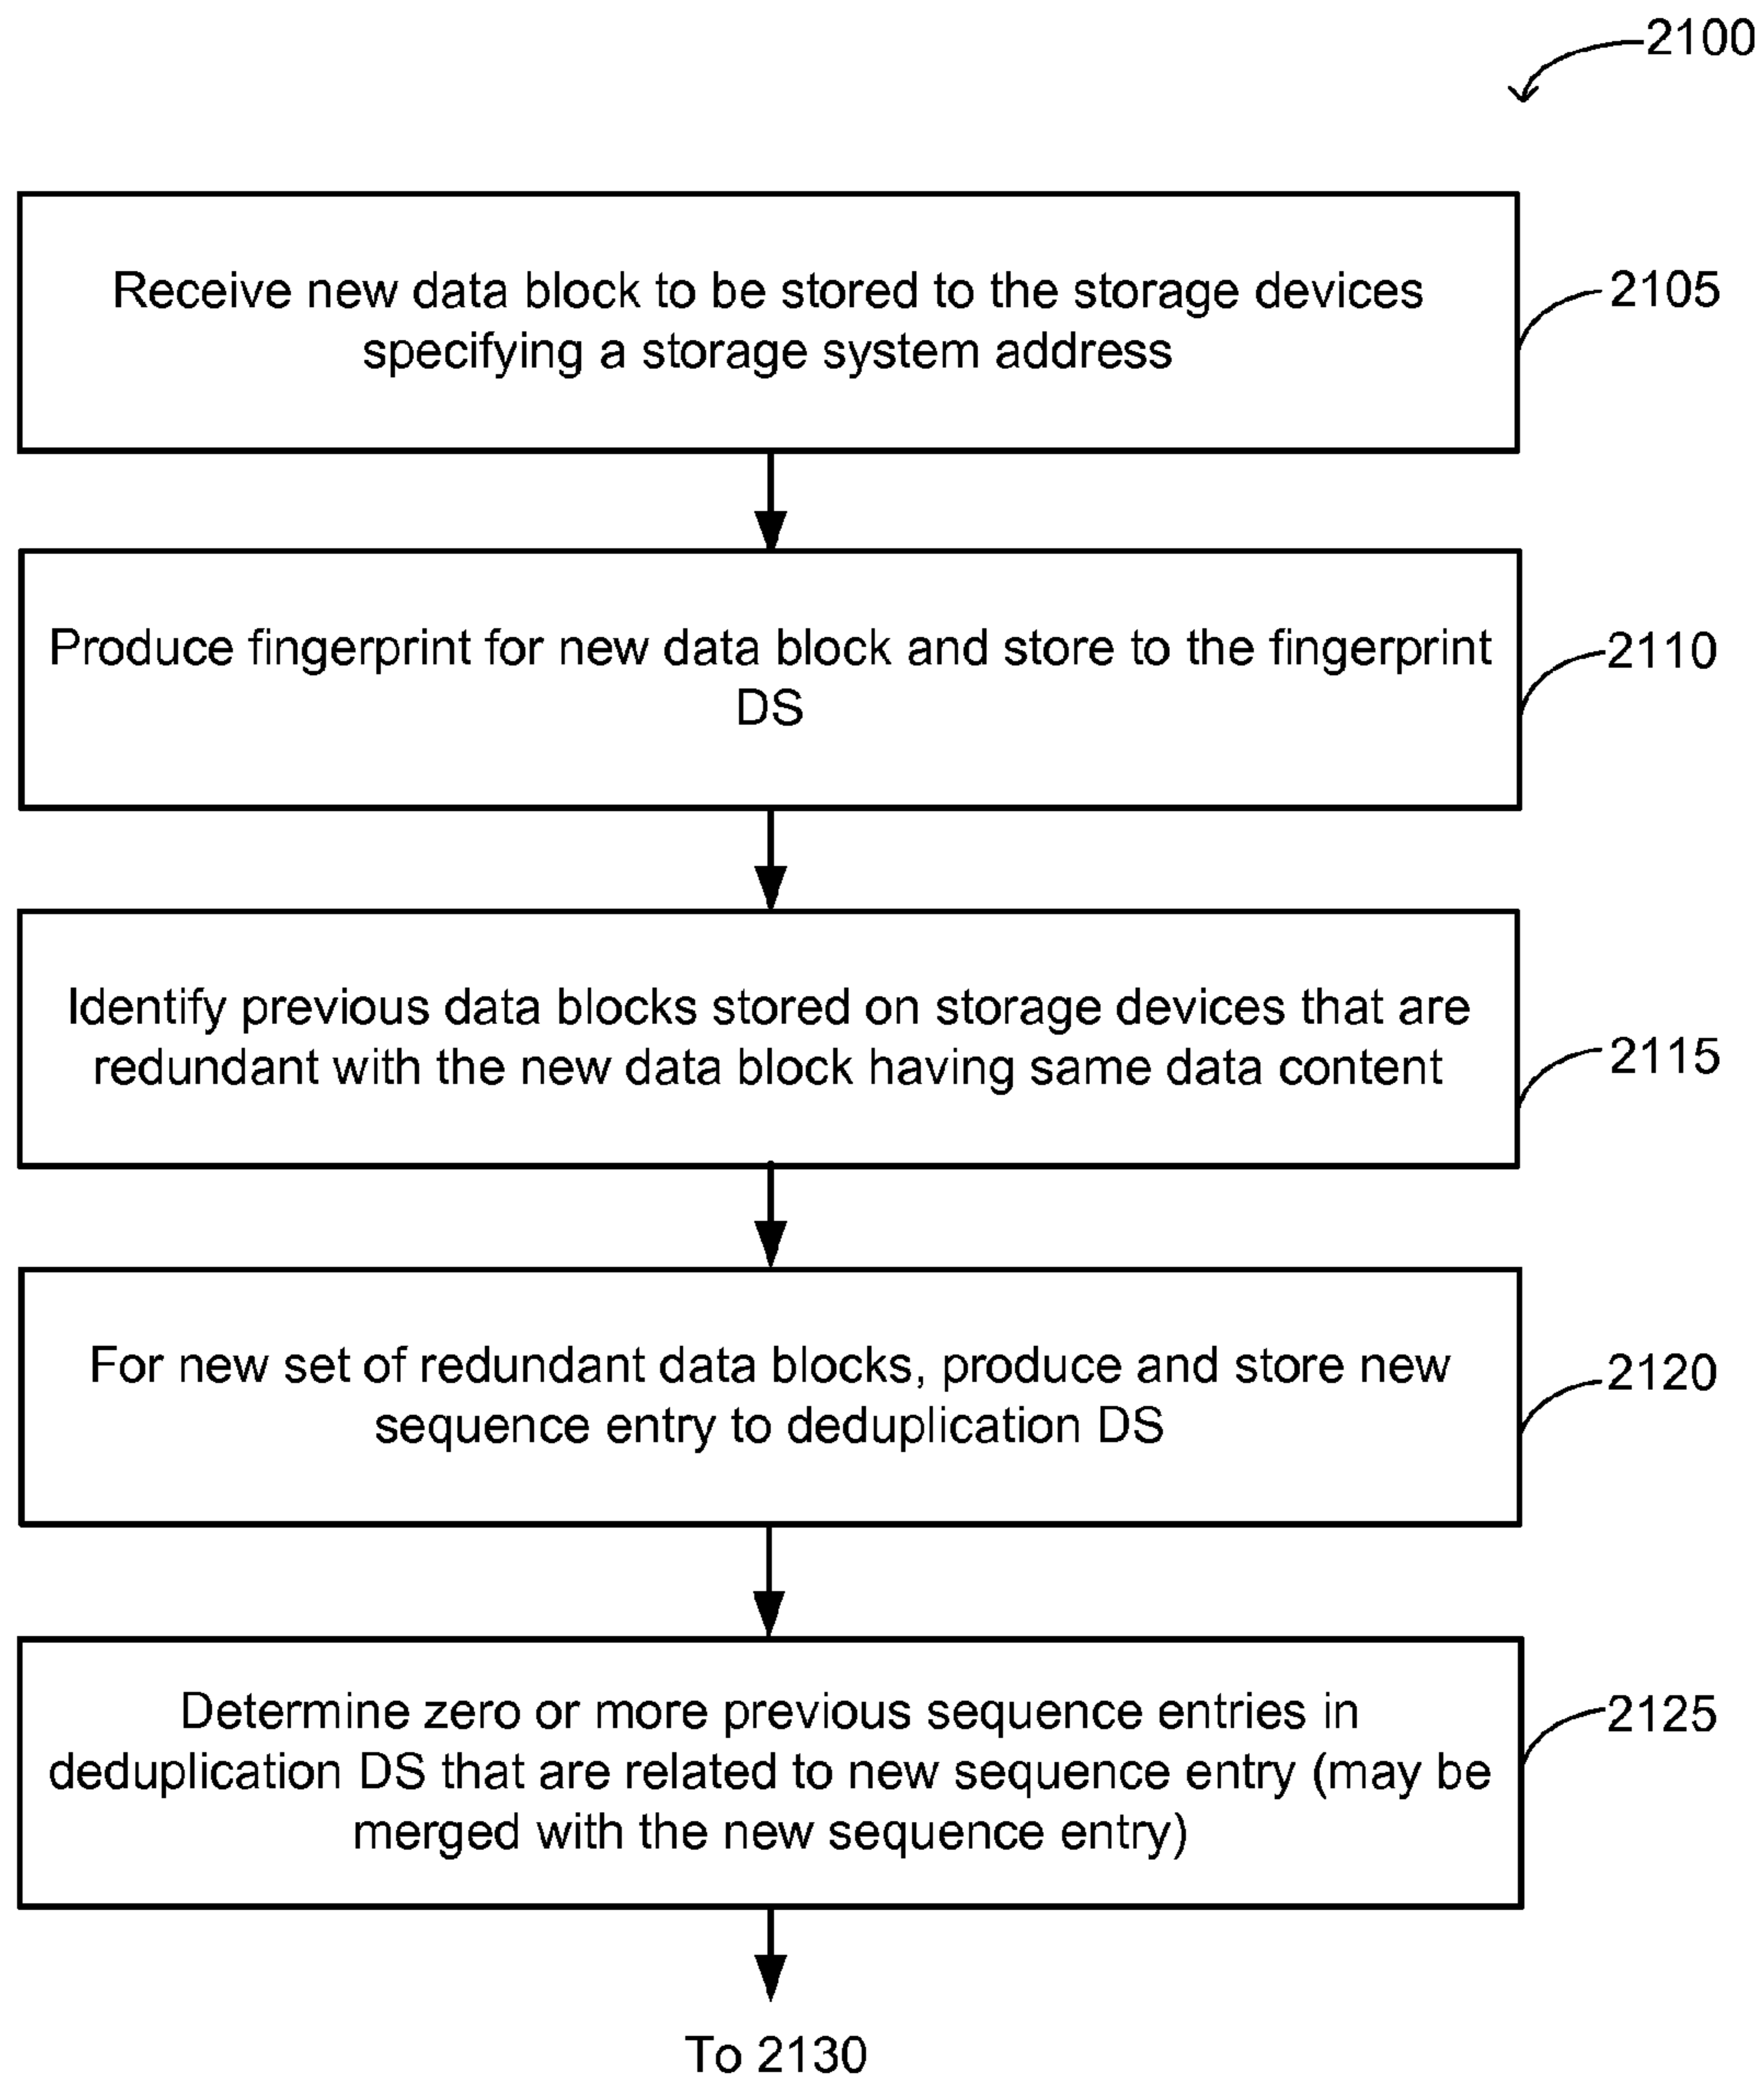 2100
Receive new data block to be stored to the storage devices
specifying a storage system address
2105
Produce fingerprint for new data block and store to the fingerprint
DS
2110
Identify previous data blocks stored on storage devices that are
redundant with the new data block having same data content
2115
For new set of redundant data blocks, produce and store new
sequence entry to deduplication DS
2120
Determine zero or more previous sequence entries in
deduplication DS that are related to new sequence entry (may be
merged with the new sequence entry)
2125
To 2130